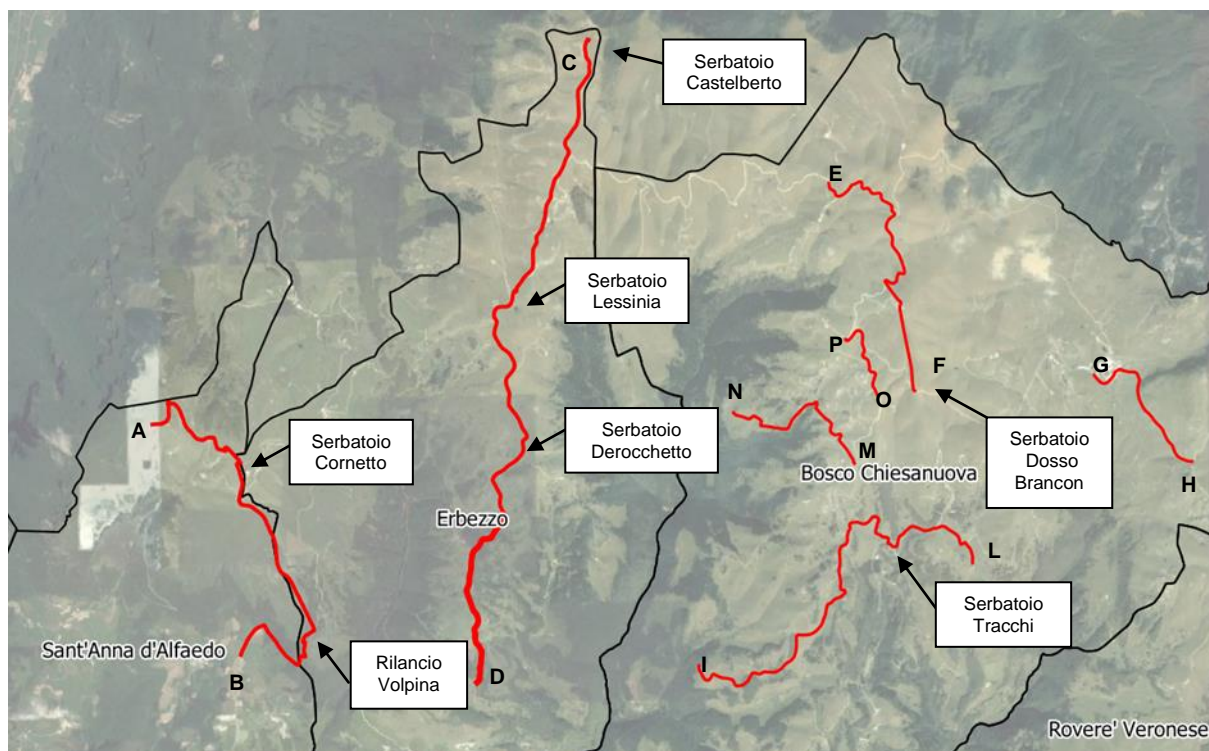 C
Serbatoio
Castelberto
E
Serbatoio
Lessinia
P
F
G
N
O
A
Serbatoio
Cornetto
Serbatoio
Derocchetto
Serbatoio
Dosso
Brancon
M
Bosco Chiesanuova
H
Erbezzo
L
Serbatoio
Tracchi
Sant'Anna d'Alfaedo
B
Rilancio
Volpina
D
I
Rovere' Veronese